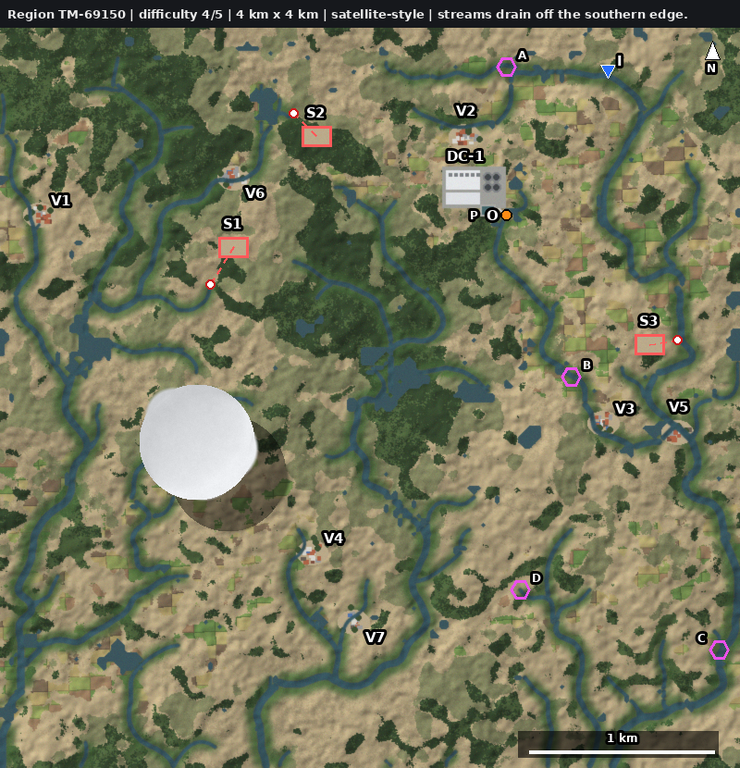 Region TM-69150 | difficulty 4/5 | 4 km x 4 km | satellite-style | streams drain off the southern edge.
A
I
N
S2
V2
DC-1
V1
V6
P O
S1
S3
B
V3
V5
V4
D
V7
C
1 km